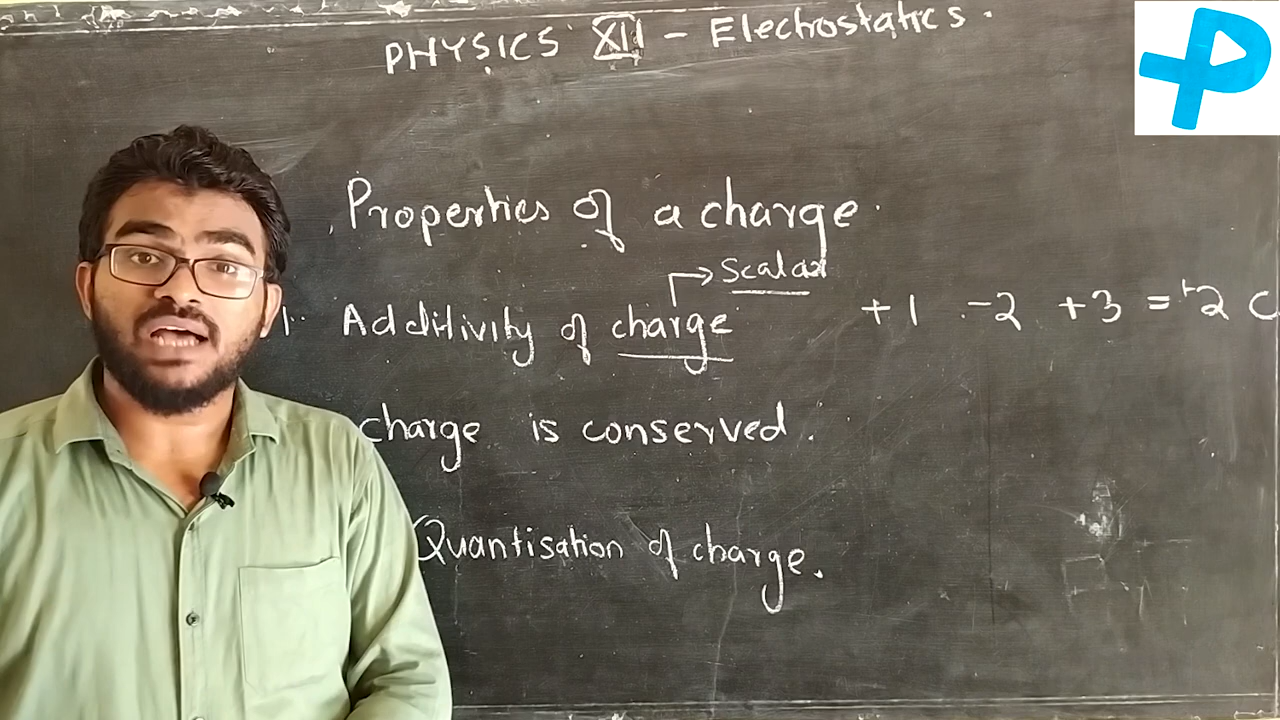 PHYSICS XII - Electrostatics.
Properties of a charge.
Scalar
1. Additivity of charge
+1 -2 +3 = +2 C
charge is conserved.
Quantisation of charge.